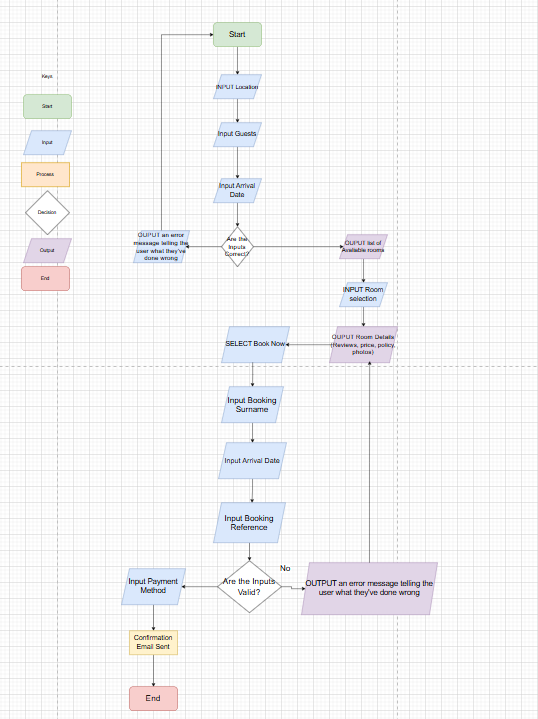 Keys
Start
Input
Process
Decision
Output
End
Start
INPUT Location
Input Guests
Input Arrival
Date
Are the
Inputs
Correct?
OUPUT an error
message telling the
user what they've
done wrong
OUPUT list of
Available rooms
INPUT Room
selection
OUPUT Room Details
(Reviews, price, policy,
photos)
SELECT Book Now
Input Booking
Surname
Input Arrival Date
Input Booking
Reference
Are the Inputs
Valid?
No
OUTPUT an error message telling the
user what they've done wrong
Input Payment
Method
Confirmation
Email Sent
End